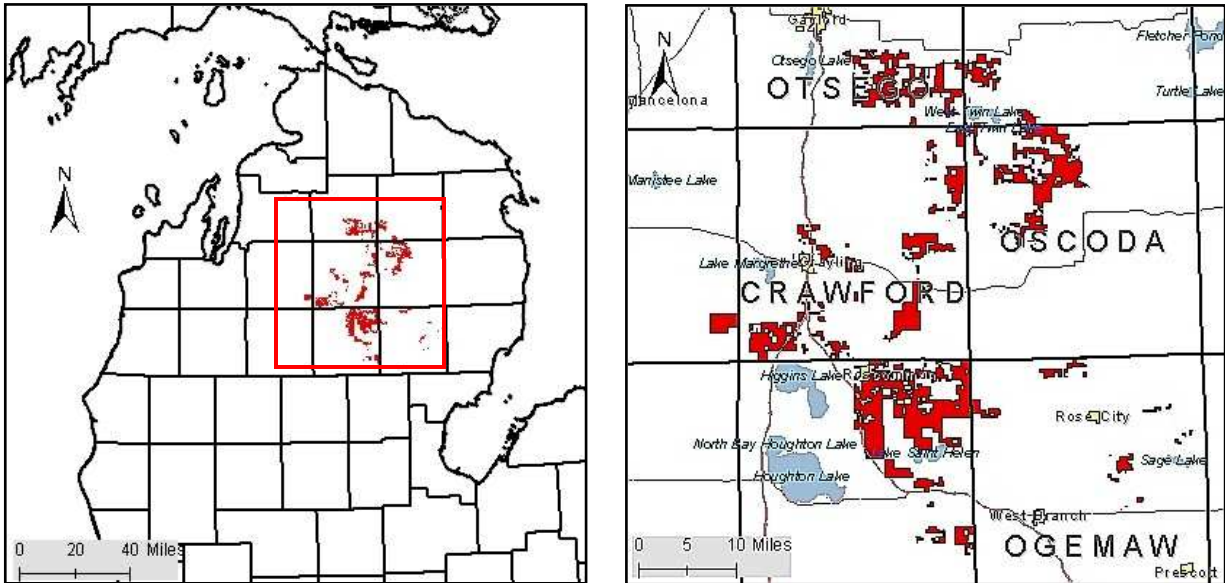 N
0 20 40 Miles
Gaylord
N
Fletcher Pond
Otsego Lake
OTSEGO
Turtle Lake
Mancelona
West Twin Lake
East Twin Lake
Manistee Lake
OSCODA
Lake Margrethe
Grayling
CRAWFORD
Higgins Lake
Roscommon
Rose City
North Bay Houghton Lake
Lake Saint Helen
Sage Lake
Houghton Lake
West Branch
OGEMAW
0 5 10 Miles
Prescott